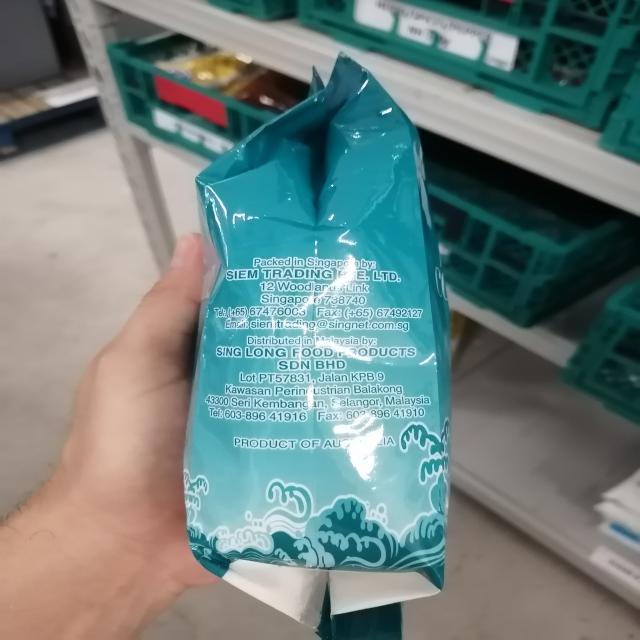 Packed in Singapore by:
SIEM TRADING PTE. LTD.
12 Woodlands Link
Singapore 738740
Tel: (+65) 67476003 Fax: (+65) 67492127
Email: siemtrading@singnet.com.sg
Distributed in Malaysia by:
SING LONG FOOD PRODUCTS
SDN BHD
Lot PT57831, Jalan KPB 9
Kawasan Perindustrian Balakong
43300 Seri Kembangan, Selangor, Malaysia
Tel: 603-896 41916 Fax: 603-896 41910
PRODUCT OF AUSTRALIA